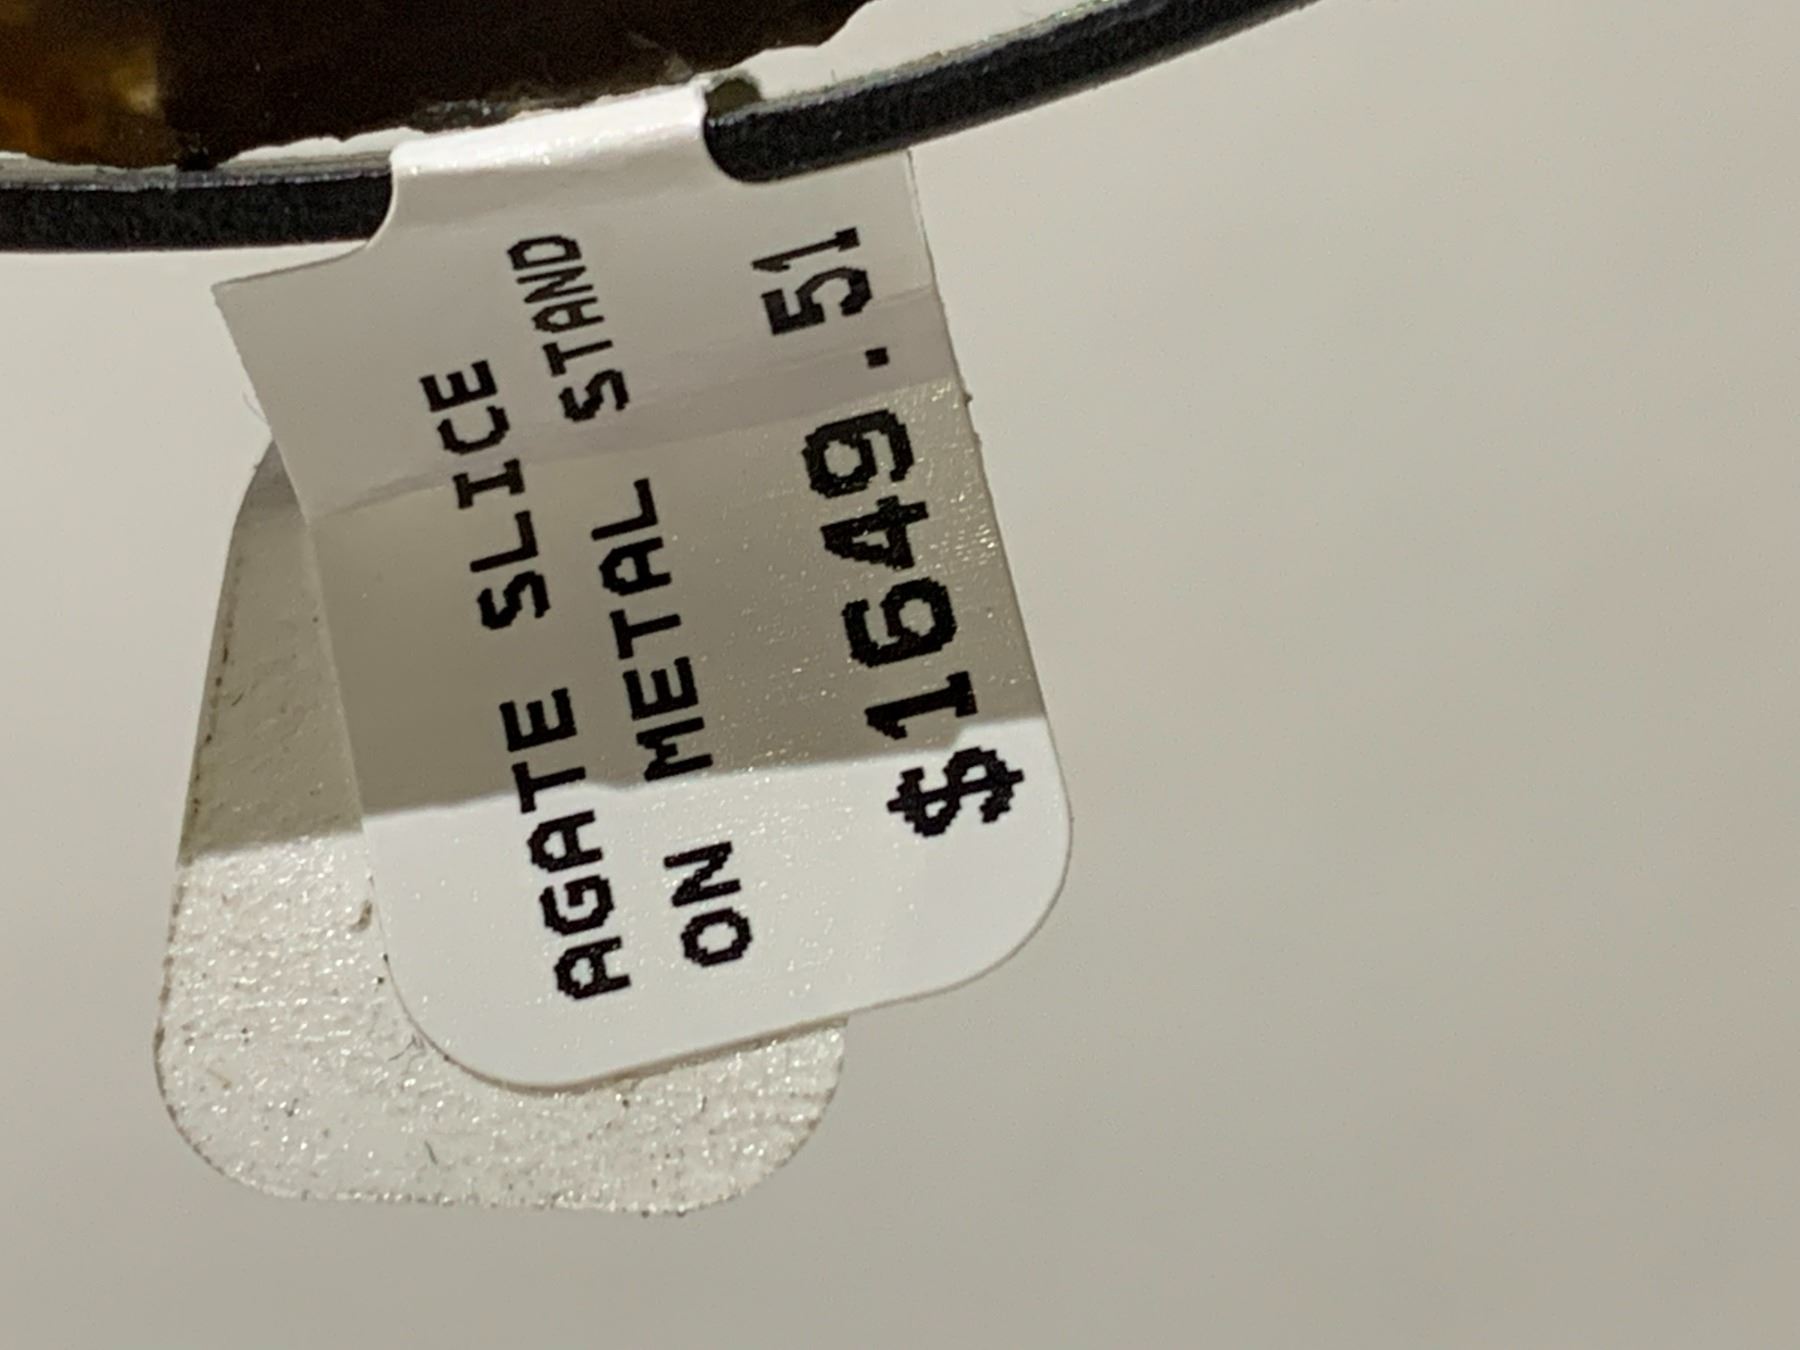 AGATE SLICE
ON METAL STAND
$1649.51